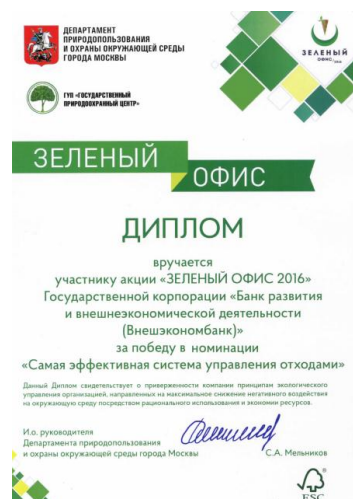 ДЕПАРТАМЕНТ
ПРИРОДОПОЛЬЗОВАНИЯ
И ОХРАНЫ ОКРУЖАЮЩЕЙ СРЕДЫ
ГОРОДА МОСКВЫ
ЗЕЛЕНЫЙ
ОФИС
ГУП «ГОСУДАРСТВЕННЫЙ
ПРИРОДООХРАННЫЙ ЦЕНТР»
ЗЕЛЕНЫЙ
ОФИС
ДИПЛОМ
вручается
участнику акции «ЗЕЛЕНЫЙ ОФИС 2016»
Государственной корпорации «Банк развития
и внешнеэкономической деятельности
(Внешэкономбанк)»
за победу в номинации
«Самая эффективная система управления отходами»
Данный Диплом свидетельствует о приверженности компании принципам экологического
управления организацией, направленных на максимальное снижение негативного воздействия
на окружающую среду посредством рационального использования и экономии ресурсов.
И.о. руководителя
Департамента природопользования
и охраны окружающей среды города Москвы
С.А. Мельников
FSC